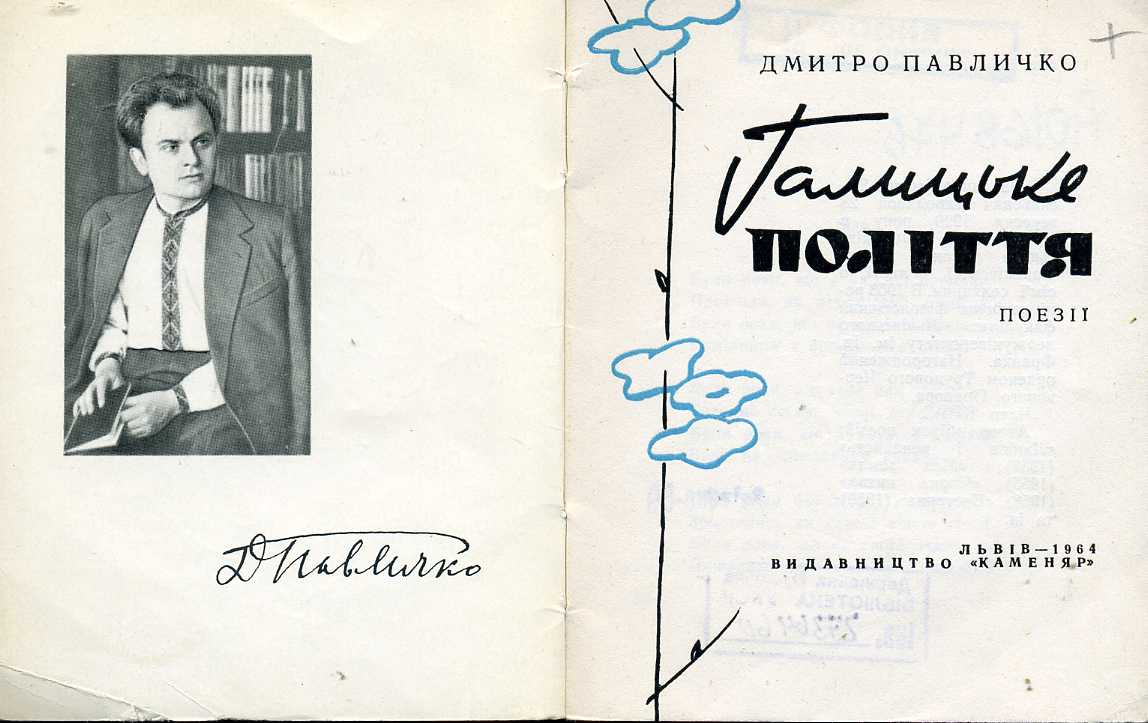 Д Павличко
ДМИТРО ПАВЛИЧКО
Галицьке
ПОЛІТТЯ
ПОЕЗІЇ
ЛЬВІВ—1964
ВИДАВНИЦТВО «КАМЕНЯР»